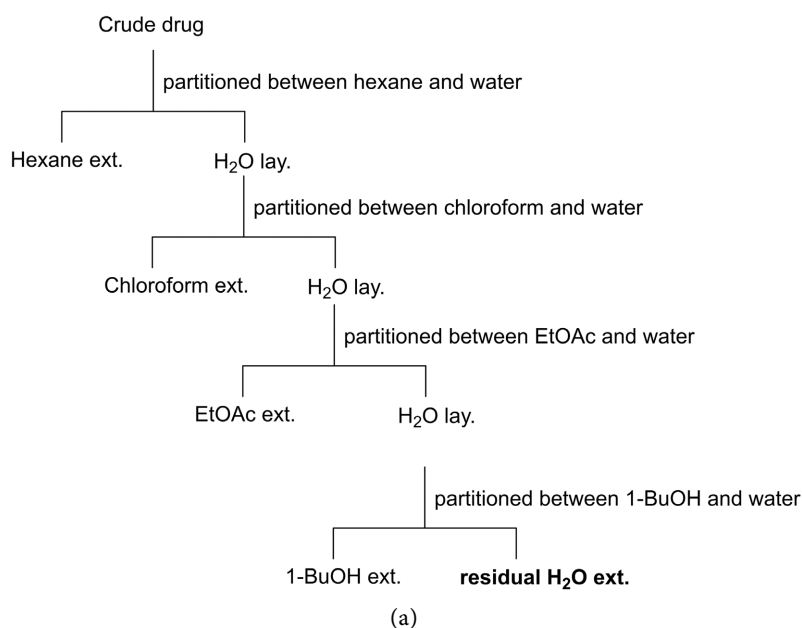 Crude drug
partitioned between hexane and water
Hexane ext.
H₂O lay.
partitioned between chloroform and water
Chloroform ext.
H₂O lay.
partitioned between EtOAc and water
EtOAc ext.
H₂O lay.
partitioned between 1-BuOH and water
1-BuOH ext.
residual H₂O ext.
(a)